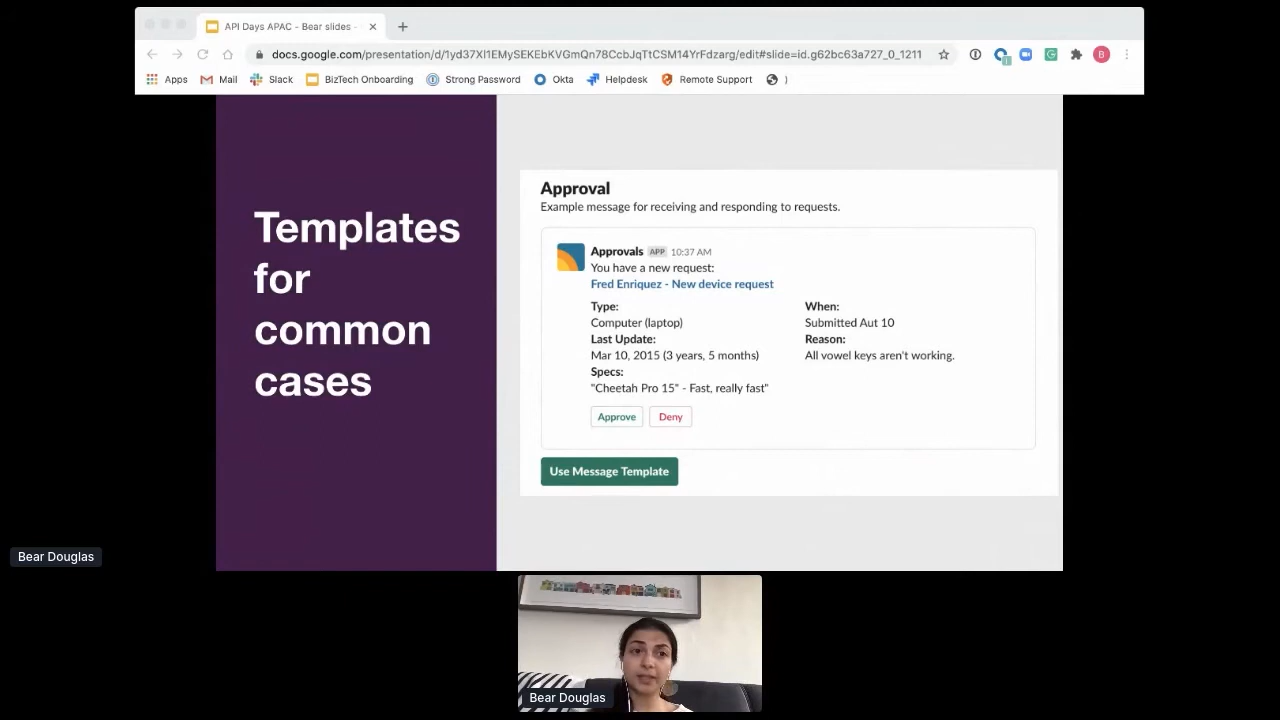 API Days APAC - Bear slides -
docs.google.com/presentation/d/1yd37Xl1EMySEKEbKVGmQn78CcbJqTtCSM14YrFdzarg/edit#slide=id.g62bc63a727_0_1211
B
Apps
Mail
Slack
BizTech Onboarding
Strong Password
Okta
Helpdesk
Remote Support
)
Templates
for
common
cases
Approval
Example message for receiving and responding to requests.
Approvals APP 10:37 AM
You have a new request:
Fred Enriquez - New device request
Type:
Computer (laptop)
Last Update:
Mar 10, 2015 (3 years, 5 months)
Specs:
"Cheetah Pro 15" - Fast, really fast"
When:
Submitted Aut 10
Reason:
All vowel keys aren't working.
Approve
Deny
Use Message Template
Bear Douglas
Bear Douglas